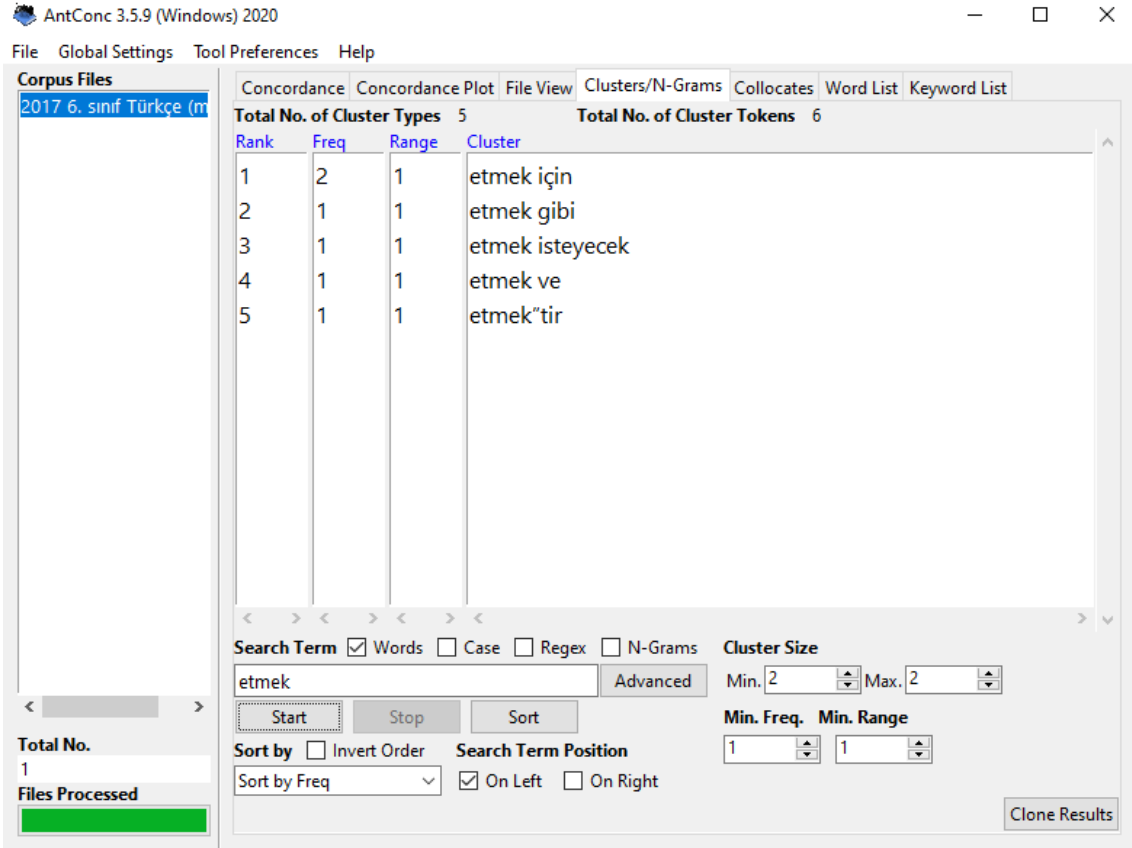 AntConc 3.5.9 (Windows) 2020
File Global Settings Tool Preferences Help
Corpus Files
2017 6. sınıf Türkçe (m
Total No.
1
Files Processed
Concordance Concordance Plot File View Clusters/N-Grams Collocates Word List Keyword List
Total No. of Cluster Types 5 Total No. of Cluster Tokens 6
Rank Freq Range Cluster
1 2 1 etmek için
2 1 1 etmek gibi
3 1 1 etmek isteyecek
4 1 1 etmek ve
5 1 1 etmek”tir
Search Term Words Case Regex N-Grams Cluster Size
etmek Advanced Min. 2 Max. 2
Start Stop Sort Min. Freq. Min. Range
Sort by Invert Order Search Term Position 1 1
Sort by Freq On Left On Right
Clone Results